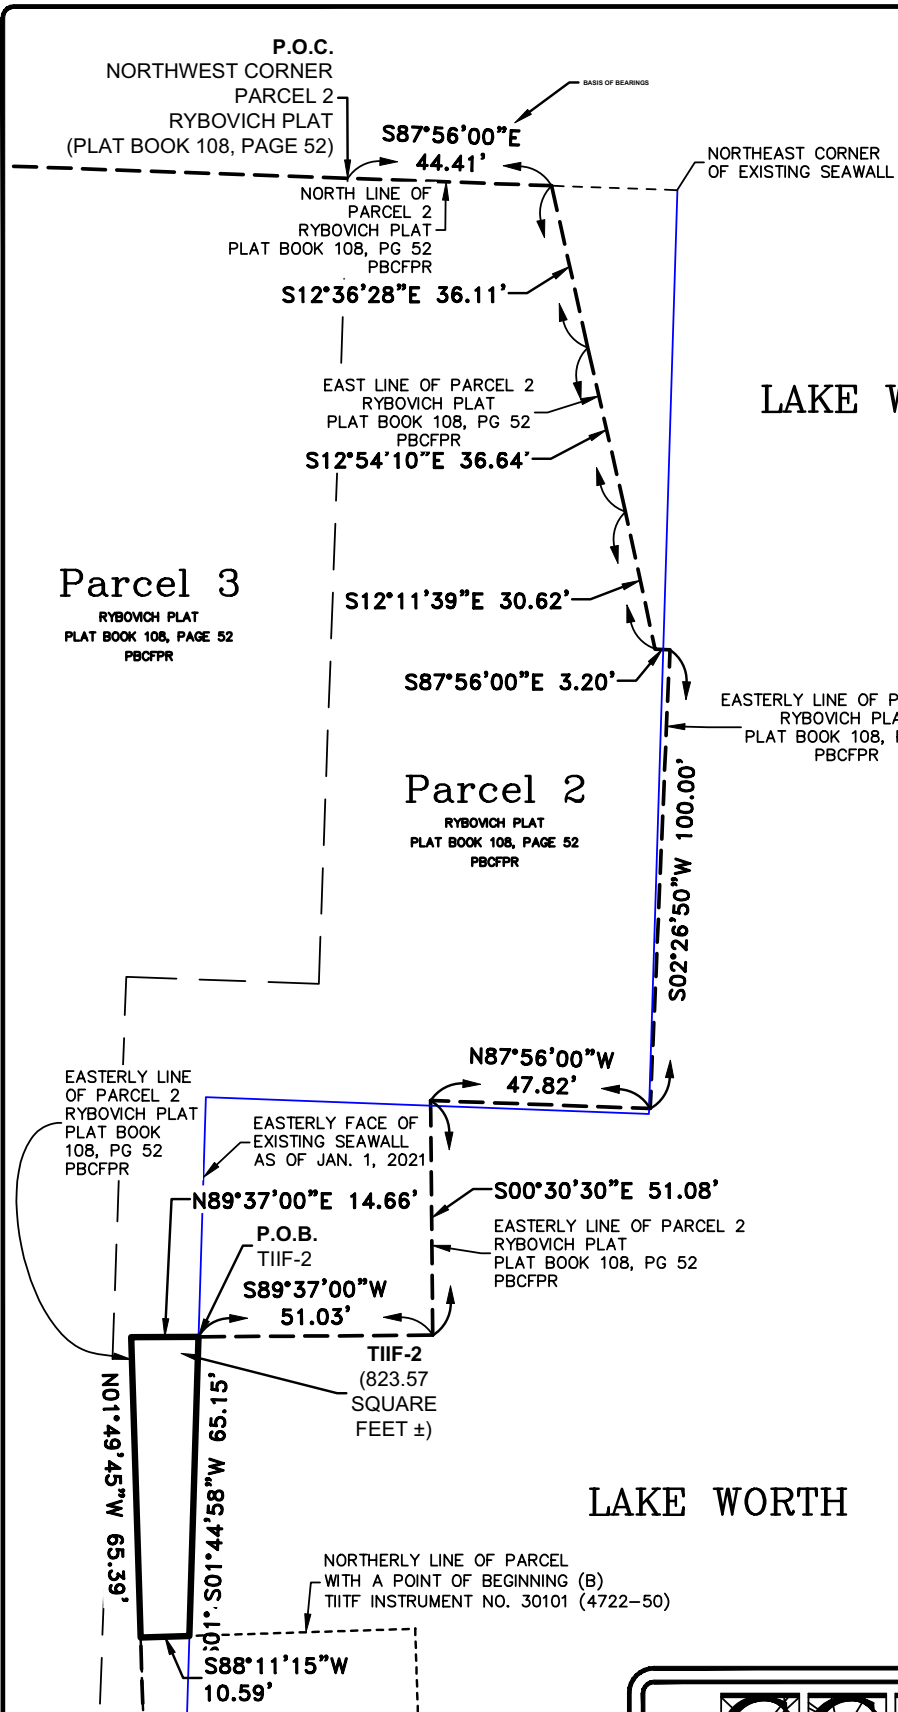 P.O.C.
NORTHWEST CORNER
PARCEL 2
RYBOVICH PLAT
(PLAT BOOK 108, PAGE 52)
BASIS OF BEARINGS
S87°56'00"E
44.41'
NORTHEAST CORNER
OF EXISTING SEAWALL
NORTH LINE OF
PARCEL 2
RYBOVICH PLAT
PLAT BOOK 108, PG 52
PBCFPR
S12°36'28"E 36.11'
EAST LINE OF PARCEL 2
RYBOVICH PLAT
PLAT BOOK 108, PG 52
PBCFPR
LAKE
S12°54'10"E 36.64'
Parcel 3
RYBOVICH PLAT
PLAT BOOK 108, PAGE 52
PBCFPR
S12°11'39"E 30.62'
S87°56'00"E 3.20'
EASTERLY LINE OF P
RYBOVICH PLA
PLAT BOOK 108,
PBCFPR
Parcel 2
RYBOVICH PLAT
PLAT BOOK 108, PAGE 52
PBCFPR
S02°26'50"W 100.00'
N87°56'00"W
47.82'
EASTERLY LINE
OF PARCEL 2
RYBOVICH PLAT
PLAT BOOK
108, PG 52
PBCFPR
EASTERLY FACE OF
EXISTING SEAWALL
AS OF JAN. 1, 2021
N89°37'00"E 14.66'
S00°30'30"E 51.08'
P.O.B.
TIIF-2
EASTERLY LINE OF PARCEL 2
RYBOVICH PLAT
PLAT BOOK 108, PG 52
PBCFPR
S89°37'00"W
51.03'
TIIF-2
(823.57
SQUARE
FEET ±)
N01°49'45"W 65.39'
S01°44'58"W 65.15'
S01°
LAKE WORTH
NORTHERLY LINE OF PARCEL
WITH A POINT OF BEGINNING (B)
TIITF INSTRUMENT NO. 30101 (4722-50)
S88°11'15"W
10.59'